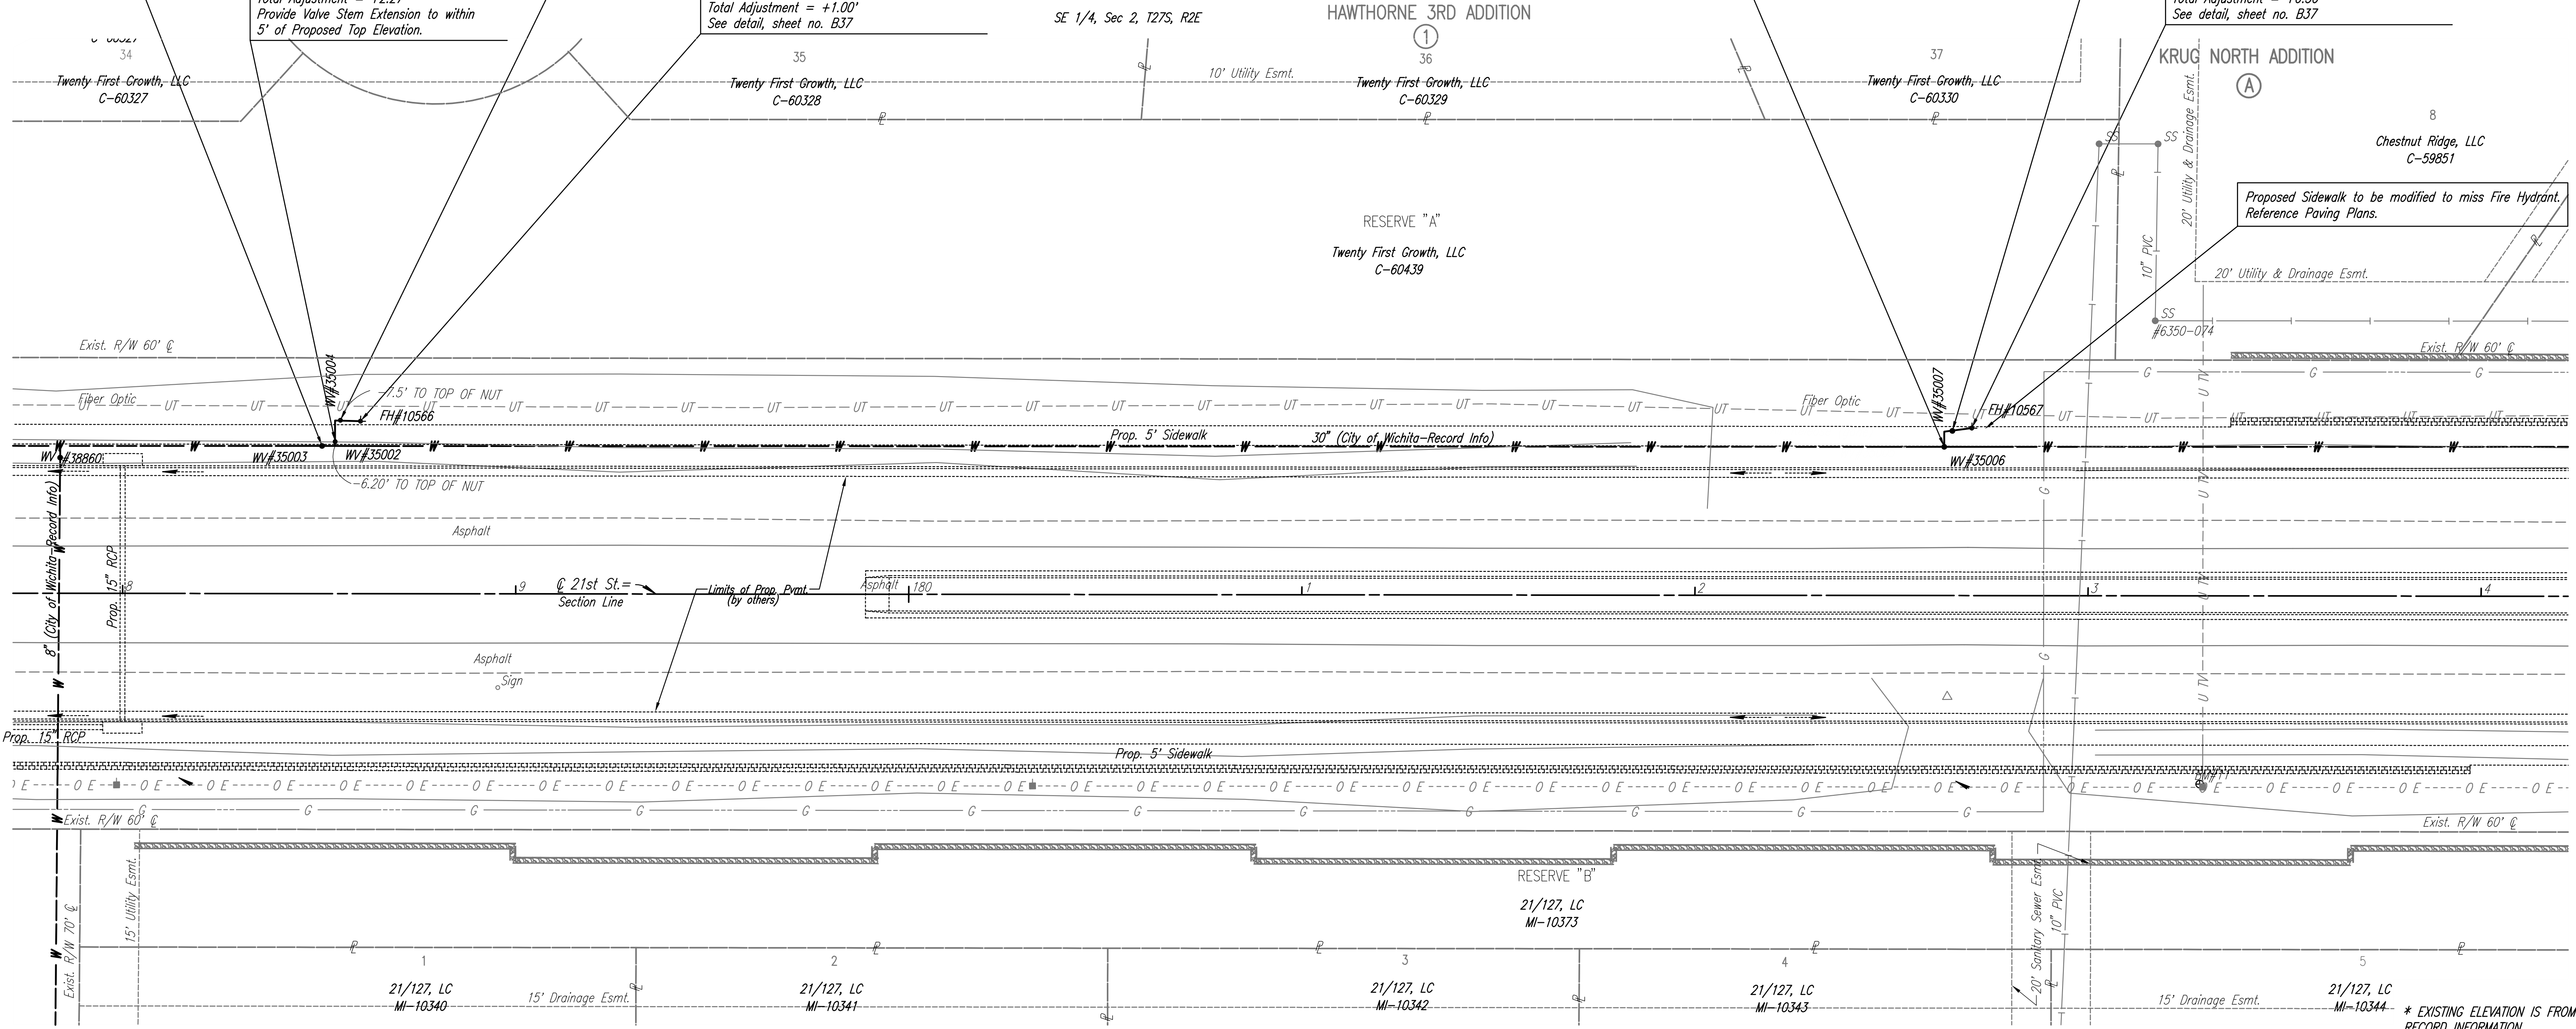 Provide Valve Stem Extension to within
5' of Proposed Top Elevation.
Total Adjustment = +1.00'
See detail, sheet no. B37
SE 1/4, Sec 2, T27S, R2E
HAWTHORNE 3RD ADDITION
1
See detail, sheet no. B37
KRUG NORTH ADDITION
A
34
Twenty First Growth, LLC
C-60327
35
Twenty First Growth, LLC
C-60328
10' Utility Esmt.
36
Twenty First Growth, LLC
C-60329
37
Twenty First Growth, LLC
C-60330
20' Utility & Drainage Esmt.
8
Chestnut Ridge, LLC
C-59851
SS
SS
10" PVC
Proposed Sidewalk to be modified to miss Fire Hydrant.
Reference Paving Plans.
RESERVE "A"
Twenty First Growth, LLC
C-60439
20' Utility & Drainage Esmt.
SS
#6350-074
Exist. R/W 60' ℄
Exist. R/W 60' ℄
WV#35004
-7.5' TO TOP OF NUT
Fiber Optic
FH#10566
WV#35007
Fiber Optic
FH#10567
Prop. 5' Sidewalk
30" (City of Wichita-Record Info)
WV#38860
WV#35003
WV#35002
WV#35006
-6.20' TO TOP OF NUT
8" (City of Wichita-Record Info)
Prop. 15" RCP
Asphalt
8
9
℄ 21st St.=
Section Line
Limits of Prop. Pvmt.
(by others)
Asphalt
180
1
2
3
4
Asphalt
Sign
Prop. 15" RCP
Prop. 5' Sidewalk
BM#11
Exist. R/W 60' ℄
Exist. R/W 60' ℄
Exist. R/W 70' ℄
15' Utility Esmt.
RESERVE "B"
21/127, LC
MI-10373
20' Sanitary Sewer Esmt.
10" PVC
1
21/127, LC
MI-10340
15' Drainage Esmt.
2
21/127, LC
MI-10341
3
21/127, LC
MI-10342
4
21/127, LC
MI-10343
15' Drainage Esmt.
5
21/127, LC
MI-10344
* EXISTING ELEVATION IS FROM
RECORD INFORMATION